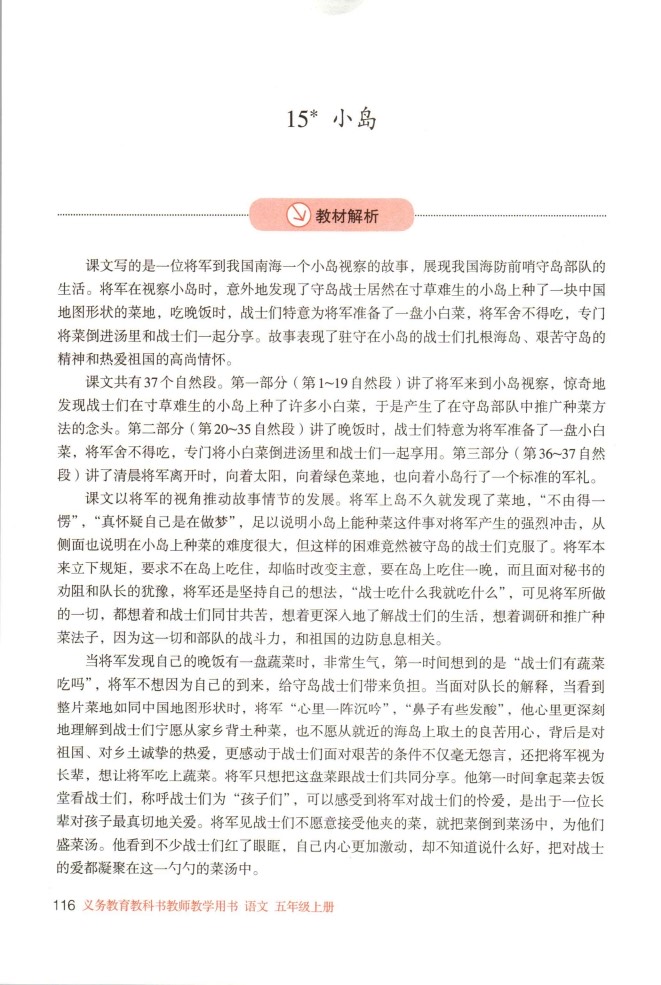 15* 小岛
教材解析
课文写的是一位将军到我国南海一个小岛视察的故事，展现我国海防前哨守岛部队的
生活。将军在视察小岛时，意外地发现了守岛战士居然在寸草难生的小岛上种了一块中国
地图形状的菜地，吃晚饭时，战士们特意为将军准备了一盘小白菜，将军舍不得吃，专门
将菜倒进汤里和战士们一起分享。故事表现了驻守在小岛的战士们扎根海岛、艰苦守岛的
精神和热爱祖国的高尚情怀。
课文共有37个自然段。第一部分（第1~19自然段）讲了将军来到小岛视察，惊奇地
发现战士们在寸草难生的小岛上种了许多小白菜，于是产生了在守岛部队中推广种菜方
法的念头。第二部分（第20~35自然段）讲了晚饭时，战士们特意为将军准备了一盘小白
菜，将军舍不得吃，专门将小白菜倒进汤里和战士们一起享用。第三部分（第36~37自然
段）讲了清晨将军离开时，向着太阳，向着绿色菜地，也向着小岛行了一个标准的军礼。
课文以将军的视角推动故事情节的发展。将军上岛不久就发现了菜地，“不由得一
愣”，“真怀疑自己是在做梦”，足以说明小岛上能种菜这件事对将军产生的强烈冲击，从
侧面也说明在小岛上种菜的难度很大，但这样的困难竟然被守岛的战士们克服了。将军本
来立下规矩，要求不在岛上吃住，却临时改变主意，要在岛上吃住一晚，而且面对秘书的
劝阻和队长的犹豫，将军还是坚持自己的想法，“战士吃什么我就吃什么”，可见将军所做
的一切，都想着和战士们同甘共苦，想着更深入地了解战士们的生活，想着调研和推广种
菜法子，因为这一切和部队的战斗力，和祖国的边防息息相关。
当将军发现自己的晚饭有一盘蔬菜时，非常生气，第一时间想到的是“战士们有蔬菜
吃吗”，将军不想因为自己的到来，给守岛战士们带来负担。当面对队长的解释，当看到
整片菜地如同中国地图形状时，将军“心里一阵沉吟”，“鼻子有些发酸”，他心里更深刻
地理解到战士们宁愿从家乡背土种菜，也不愿从就近的海岛上取土的良苦用心，背后是对
祖国、对乡土诚挚的热爱，更感动于战士们面对艰苦的条件不仅毫无怨言，还把将军视为
长辈，想让将军吃上蔬菜。将军只想把这盘菜跟战士们共同分享。他第一时间拿起菜去饭
堂看战士们，称呼战士们为“孩子们”，可以感受到将军对战士们的怜爱，是出于一位长
辈对孩子最真切地关爱。将军见战士们不愿意接受他夹的菜，就把菜倒到菜汤中，为他们
盛菜汤。他看到不少战士们红了眼眶，自己内心更加激动，却不知道说什么好，把对战士
的爱都凝聚在这一勺勺的菜汤中。
116 义务教育教科书教师教学用书 语文 五年级上册